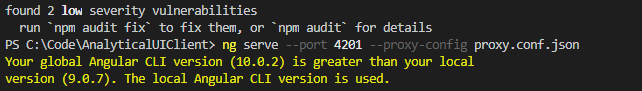 found 2 low severity vulnerabilities
run `npm audit fix` to fix them, or `npm audit` for details
PS C:\Code\AnalyticalUIClient> ng serve --port 4201 --proxy-config proxy.conf.json
Your global Angular CLI version (10.0.2) is greater than your local
version (9.0.7). The local Angular CLI version is used.